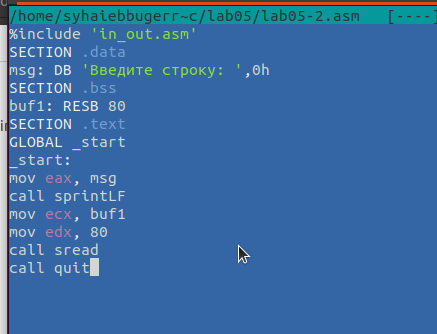 /home/syhaiebbugerr~c/lab05/lab05-2.asm [----]
%include 'in_out.asm'
SECTION .data
msg: DB 'Введите строку: ',0h
SECTION .bss
buf1: RESB 80
SECTION .text
GLOBAL _start
_start:
mov eax, msg
call sprintLF
mov ecx, buf1
mov edx, 80
call sread
call quit